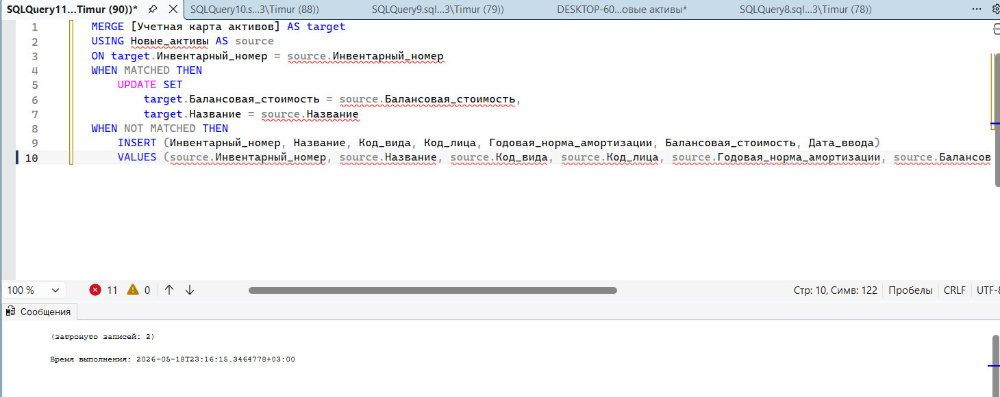 SQLQuery11...Timur (90))* SQLQuery10.s...3\Timur (88)) SQLQuery9.sql...3\Timur (79)) DESKTOP-60...овые активы* SQLQuery8.sql...3\Timur (78))
1 MERGE [Учетная карта активов] AS target
2 USING Новые_активы AS source
3 ON target.Инвентарный_номер = source.Инвентарный_номер
4 WHEN MATCHED THEN
5 UPDATE SET
6 target.Балансовая_стоимость = source.Балансовая_стоимость,
7 target.Название = source.Название
8 WHEN NOT MATCHED THEN
9 INSERT (Инвентарный_номер, Название, Код_вида, Код_лица, Годовая_норма_амортизации, Балансовая_стоимость, Дата_ввода)
10 VALUES (source.Инвентарный_номер, source.Название, source.Код_вида, source.Код_лица, source.Годовая_норма_амортизации, source.Балансов
100 % 11 0 Стр: 10, Симв: 122 Пробелы CRLF UTF-8
Сообщения
(затронуто записей: 2)
Время выполнения: 2026-05-18T23:16:15.3464778+03:00